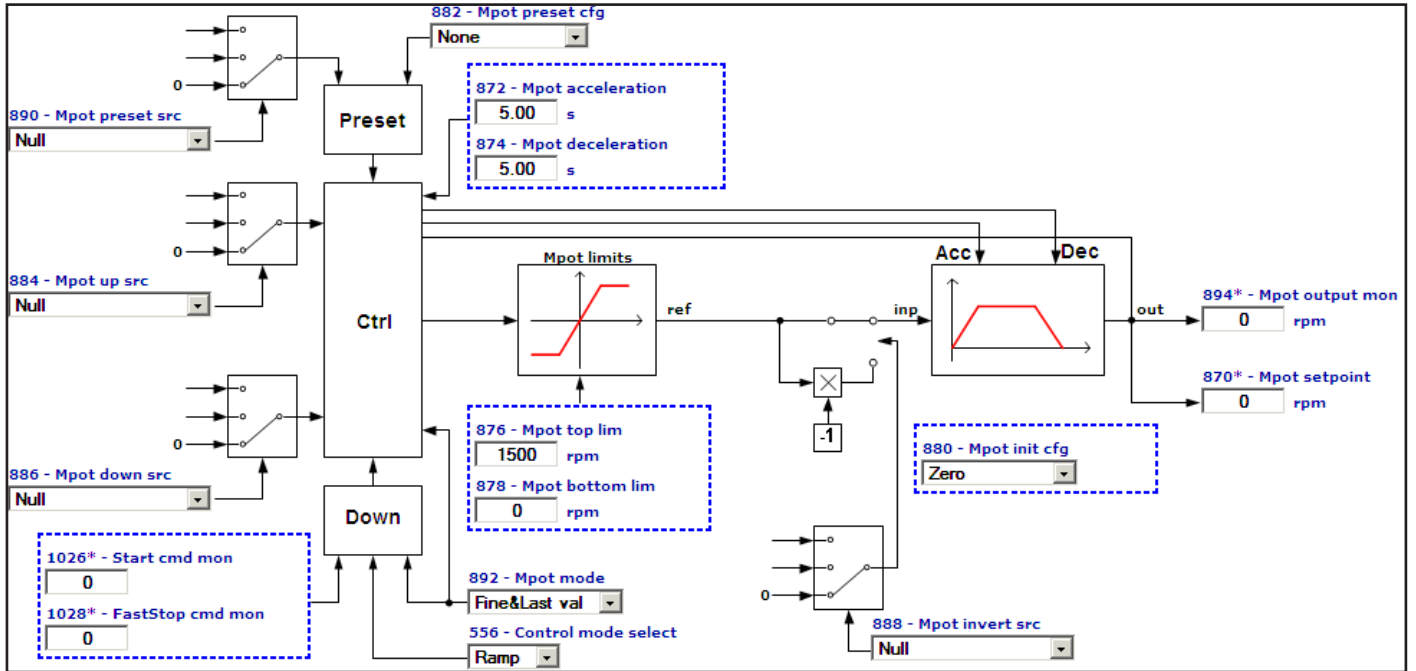 882 - Mpot preset cfg
None
0
890 - Mpot preset src
Null
Preset
872 - Mpot acceleration
5.00 s
874 - Mpot deceleration
5.00 s
0
884 - Mpot up src
Null
Ctrl
Mpot limits
ref
inp
Acc
Dec
out
894* - Mpot output mon
0 rpm
870* - Mpot setpoint
0 rpm
-1
876 - Mpot top lim
1500 rpm
878 - Mpot bottom lim
0 rpm
880 - Mpot init cfg
Zero
0
886 - Mpot down src
Null
Down
1026* - Start cmd mon
0
1028* - FastStop cmd mon
0
892 - Mpot mode
Fine&Last val
556 - Control mode select
Ramp
0
888 - Mpot invert src
Null